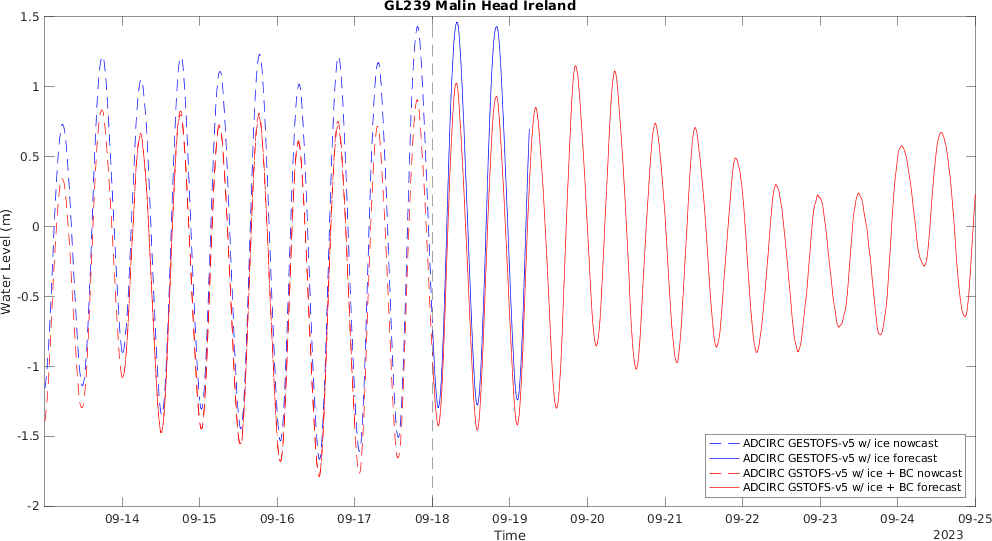 GL239 Malin Head Ireland
1.5
1
0.5
0
-0.5
-1
-1.5
-2
Water Level (m)
ADCIRC GESTOFS-v5 w/ ice nowcast
ADCIRC GESTOFS-v5 w/ ice forecast
ADCIRC GSTOFS-v5 w/ ice + BC nowcast
ADCIRC GSTOFS-v5 w/ ice + BC forecast
09-14 09-15 09-16 09-17 09-18 09-19 09-20 09-21 09-22 09-23 09-24 09-25
Time
2023